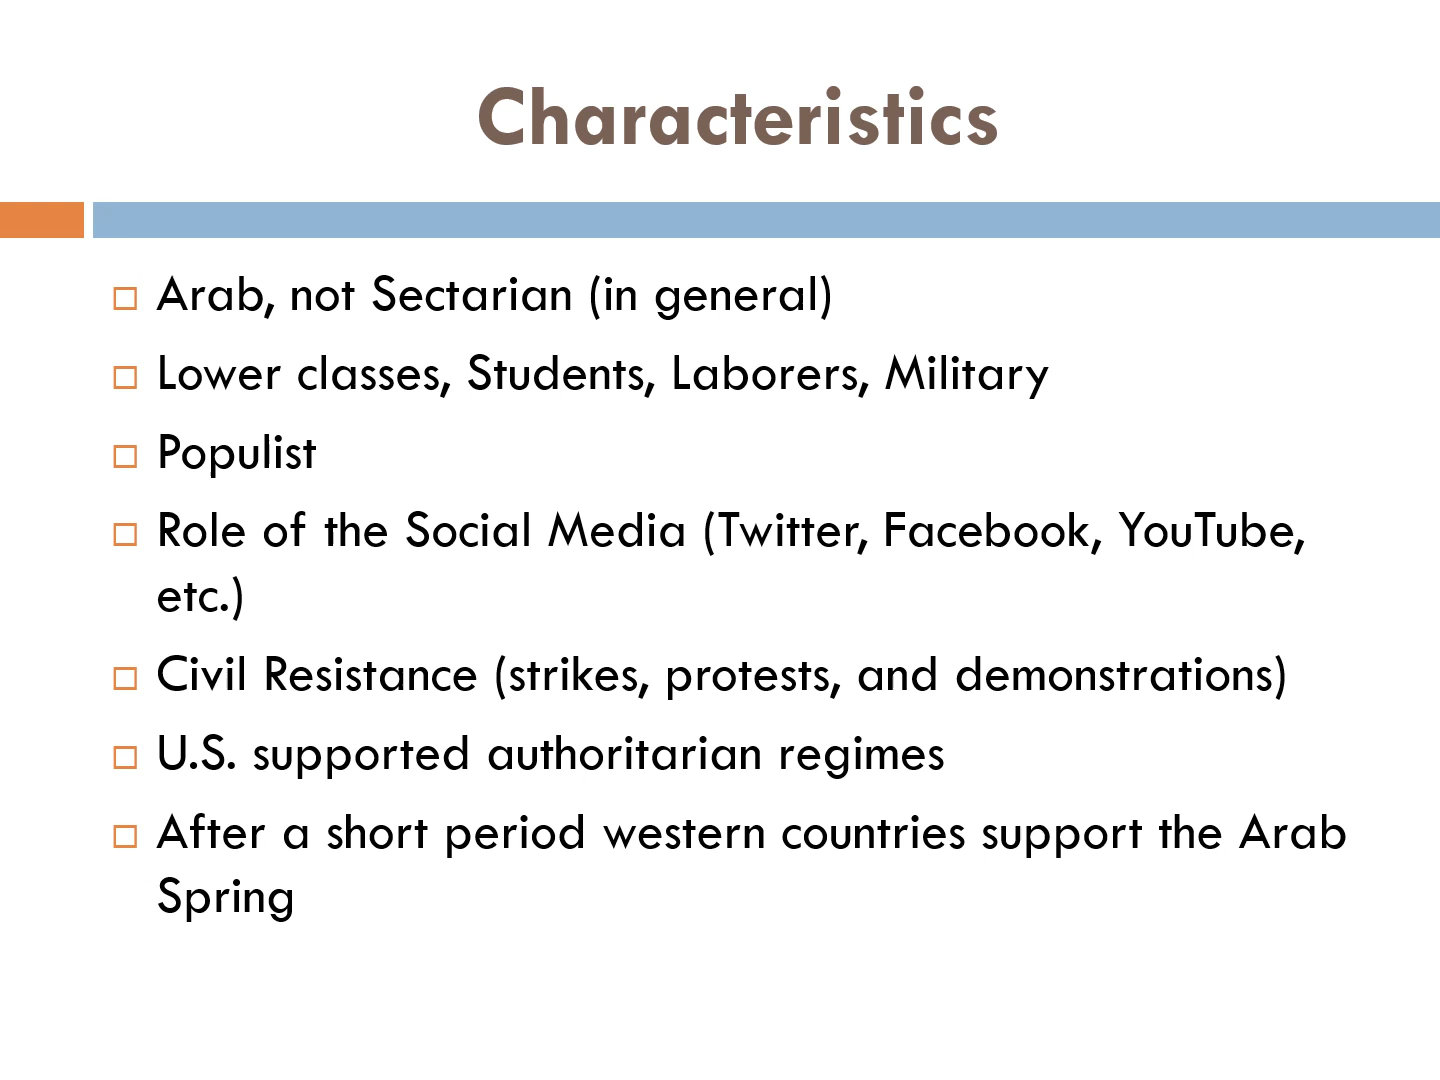 Characteristics
Arab, not Sectarian (in general)
Lower classes, Students, Laborers, Military
Populist
Role of the Social Media (Twitter, Facebook, YouTube,
etc.)
Civil Resistance (strikes, protests, and demonstrations)
U.S. supported authoritarian regimes
After a short period western countries support the Arab
Spring